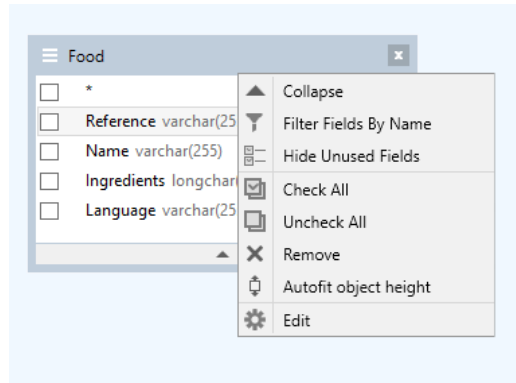 Food
*
Reference varchar(25
Name varchar(255)
Ingredients longchar(
Language varchar(25
Collapse
Filter Fields By Name
Hide Unused Fields
Check All
Uncheck All
Remove
Autofit object height
Edit